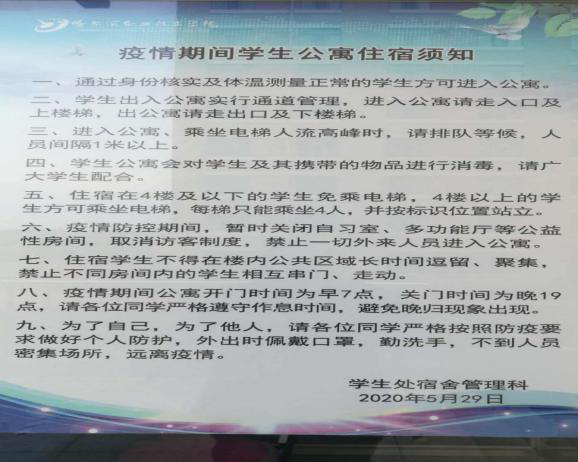 哈尔滨职业技术学院
疫情期间学生公寓住宿须知
一、通过身份核实及体温测量正常的学生方可进入公寓。
二、学生出入公寓实行通道管理，进入公寓请走入口及
上楼梯，出公寓请走出口及下楼梯。
三、进入公寓、乘坐电梯人流高峰时，请排队等候，人
员间隔1米以上。
四、学生公寓会对学生及其携带的物品进行消毒，请广
大学生配合。
五、住宿在4楼及以下的学生免乘电梯，4楼以上的学
生方可乘坐电梯，每梯只能乘坐4人，并按标识位置站立。
六、疫情防控期间，暂时关闭自习室、多功能厅等公益
性房间，取消访客制度，禁止一切外来人员进入公寓。
七、住宿学生不得在楼内公共区域长时间逗留、聚集，
禁止不同房间内的学生相互串门、走动。
八、疫情期间公寓开门时间为早7点，关门时间为晚19
点，请各位同学严格遵守作息时间，避免晚归现象出现。
九、为了自己，为了他人，请各位同学严格按照防疫要
求做好个人防护，外出时佩戴口罩，勤洗手，不到人员
密集场所，远离疫情。
学生处宿舍管理科
2020年5月29日